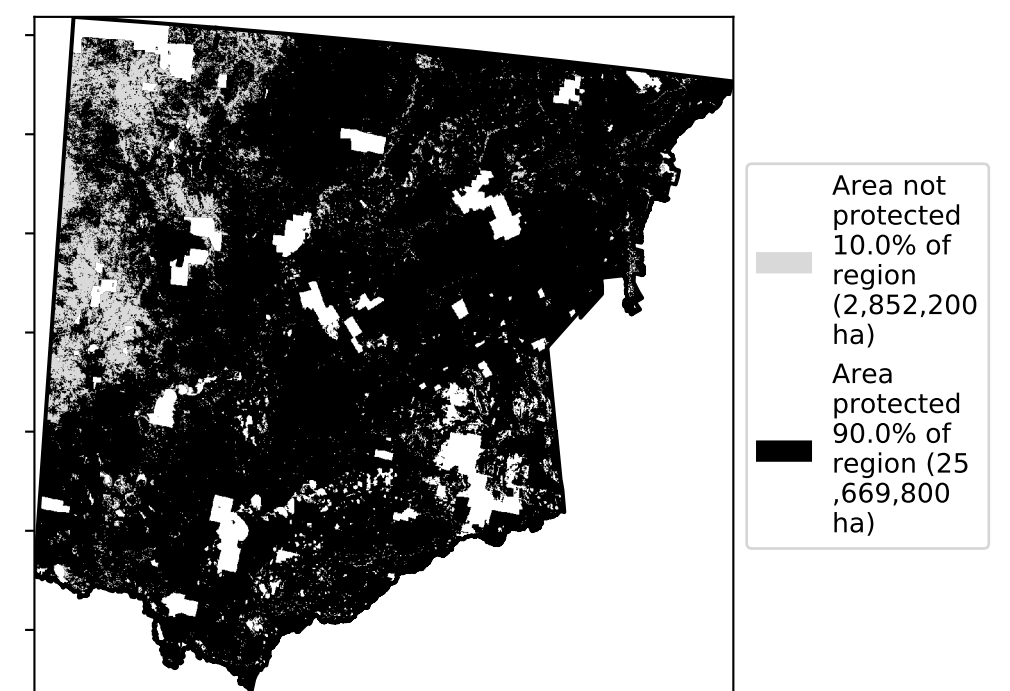 Area not
protected
10.0% of
region
(2,852,200
ha)
Area
protected
90.0% of
region (25
,669,800
ha)